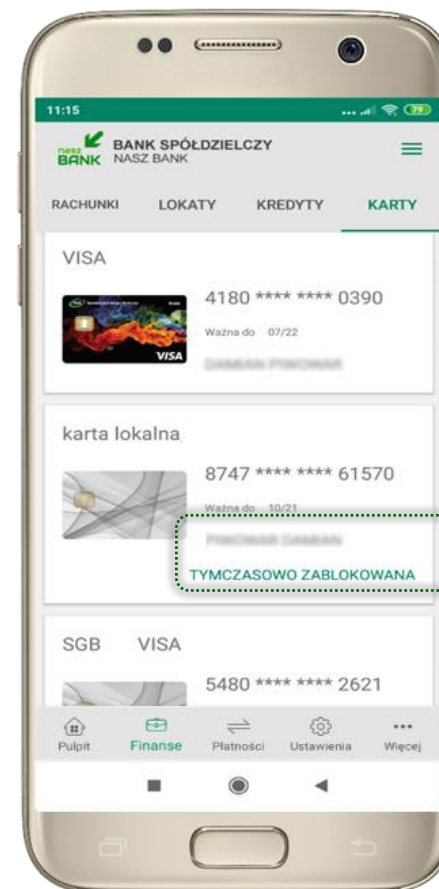 11:15
79
nasz BANK
BANK SPÓŁDZIELCZY
NASZ BANK
RACHUNKI LOKATY KREDYTY KARTY
VISA
4180 **** **** 0390
Ważna do 07/22
VISA
karta lokalna
8747 **** **** 61570
Ważna do 10/21
TYMCZASOWO ZABLOKOWANA
SGB VISA
5480 **** **** 2621
Pulpit Finanse Płatności Ustawienia Więcej